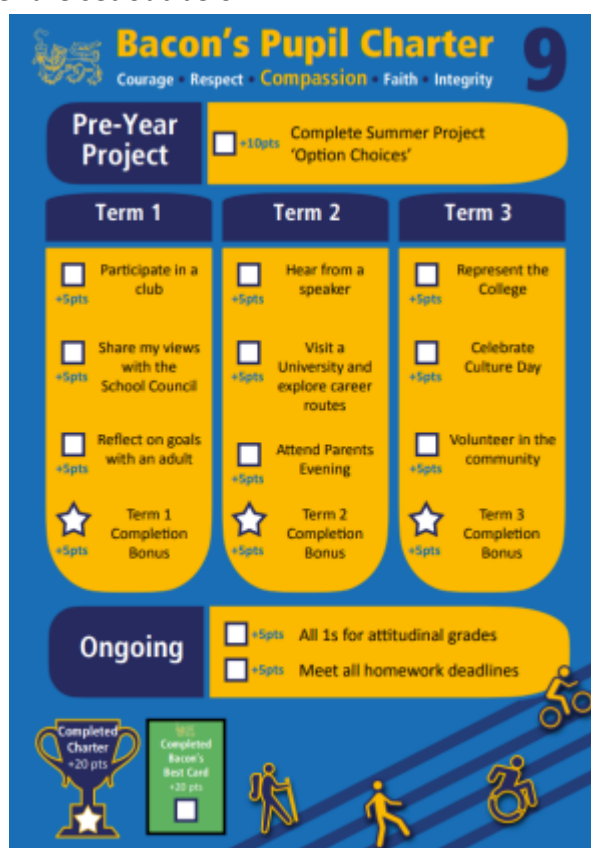 Bacon's Pupil Charter
9
Courage • Respect • Compassion • Faith • Integrity
Pre-Year
Project
+10pts
Complete Summer Project
'Option Choices'
Term 1
+5pts
Participate in a
club
+5pts
Share my views
with the
School Council
+5pts
Reflect on goals
with an adult
+5pts
Term 1
Completion
Bonus
Term 2
+5pts
Hear from a
speaker
+5pts
Visit a
University and
explore career
routes
+5pts
Attend Parents
Evening
+5pts
Term 2
Completion
Bonus
Term 3
+5pts
Represent the
College
+5pts
Celebrate
Culture Day
+5pts
Volunteer in the
community
+5pts
Term 3
Completion
Bonus
Ongoing
+5pts All 1s for attitudinal grades
+5pts Meet all homework deadlines
Completed
Charter
+20 pts
Completed
Bacon's
Best Card
+20 pts